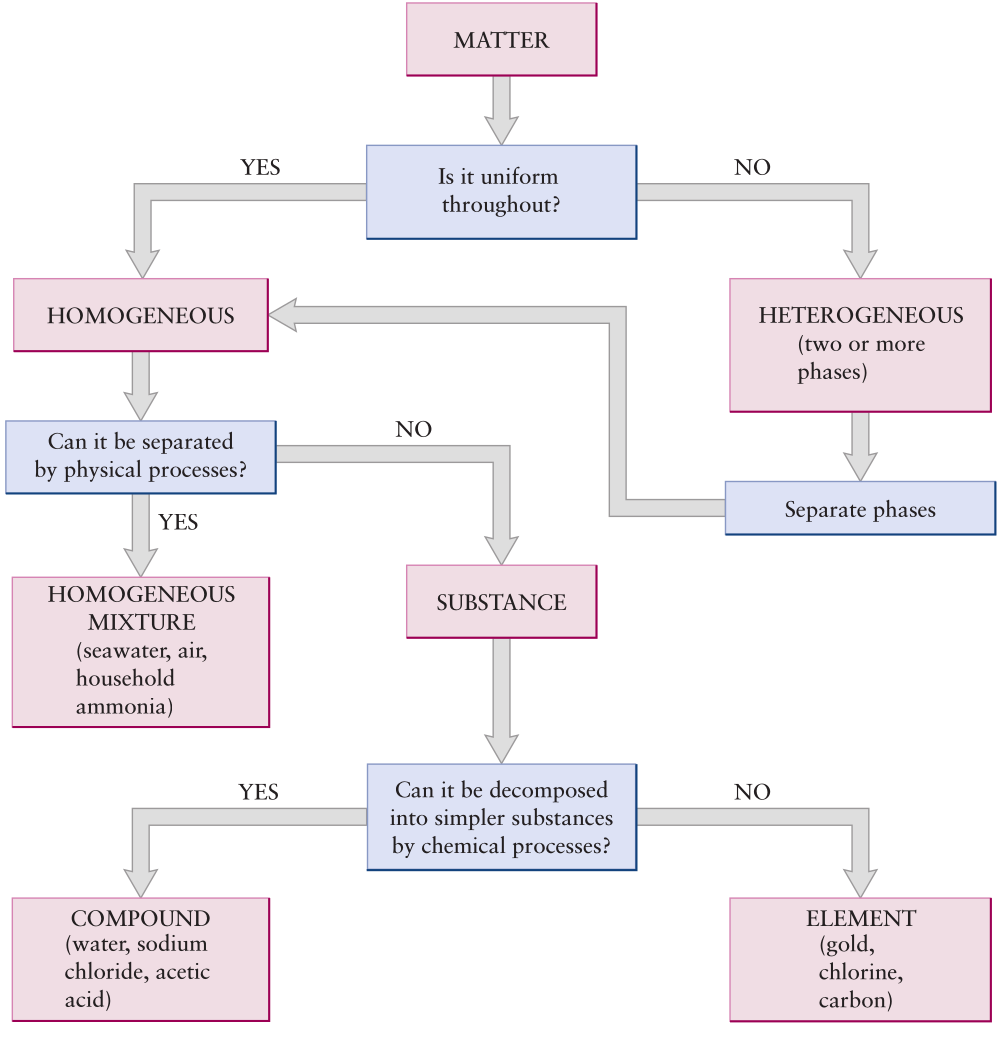 MATTER
YES
Is it uniform
throughout?
NO
HOMOGENEOUS
HETEROGENEOUS
(two or more
phases)
Can it be separated
by physical processes?
NO
Separate phases
YES
HOMOGENEOUS
MIXTURE
(seawater, air,
household
ammonia)
SUBSTANCE
YES
Can it be decomposed
into simpler substances
by chemical processes?
NO
COMPOUND
(water, sodium
chloride, acetic
acid)
ELEMENT
(gold,
chlorine,
carbon)